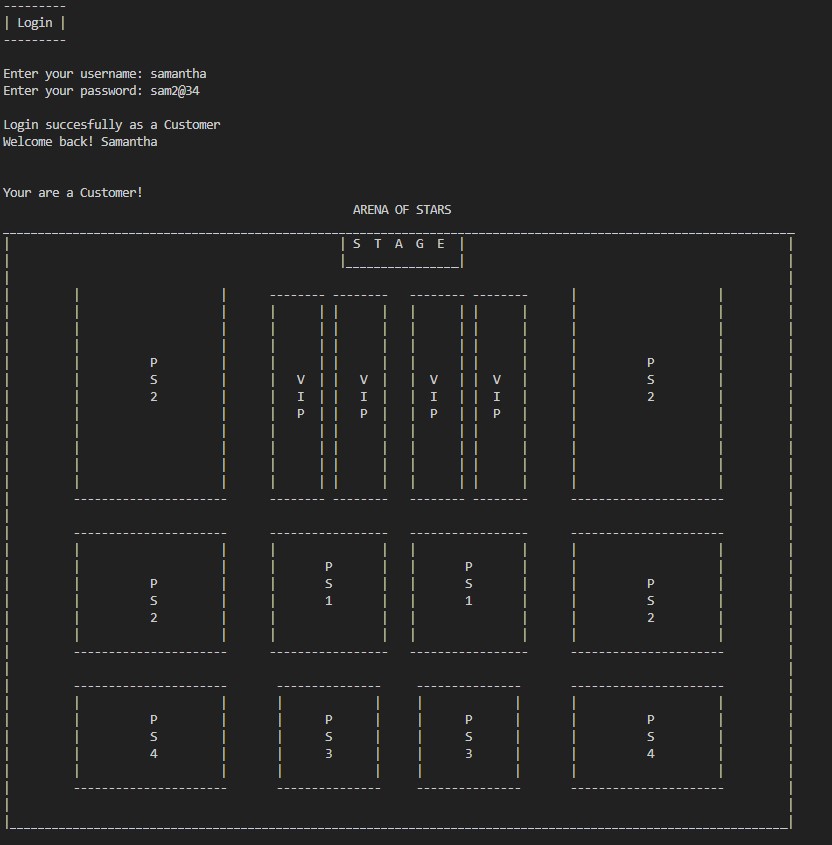 | Login |
Enter your username: samantha
Enter your password: sam2@34
Login succesfully as a Customer
Welcome back! Samantha
Your are a Customer!
ARENA OF STARS
S T A G E
P P
S V V V V S
2 I I I I 2
P P P P
P P
P S S P
S 1 1 S
2 2
P P P P
S S S S
4 3 3 4